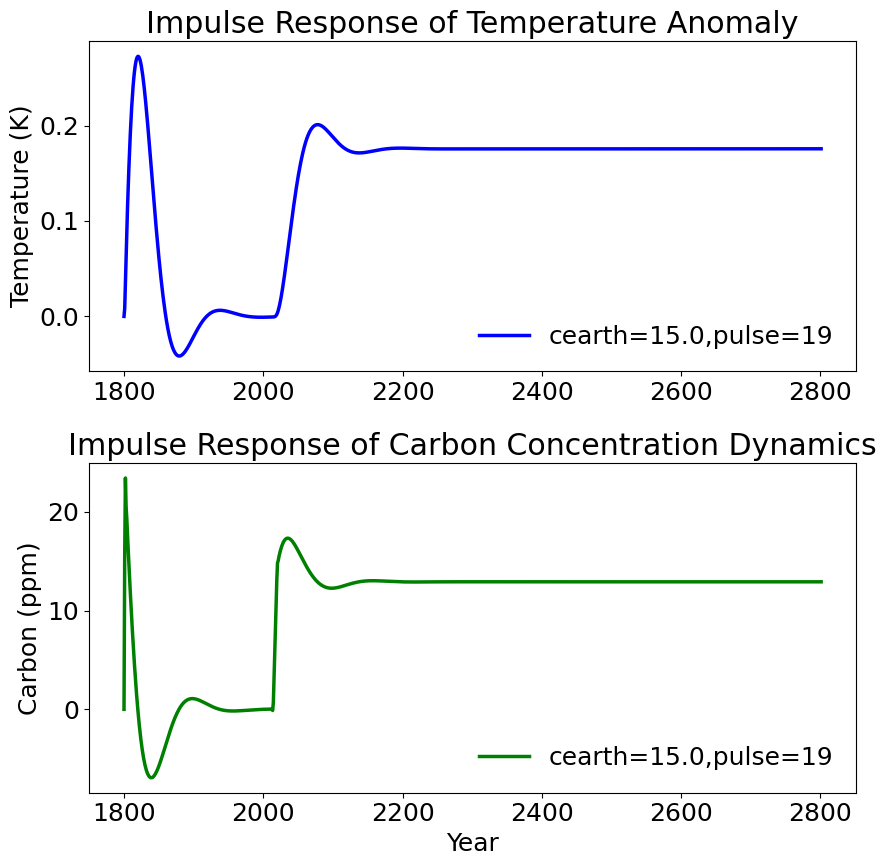 Impulse Response of Temperature Anomaly
Temperature (K)
0.2
0.1
0.0
cearth=15.0,pulse=19
1800 2000 2200 2400 2600 2800
Impulse Response of Carbon Concentration Dynamics
Carbon (ppm)
20
10
0
cearth=15.0,pulse=19
1800 2000 2200 2400 2600 2800
Year